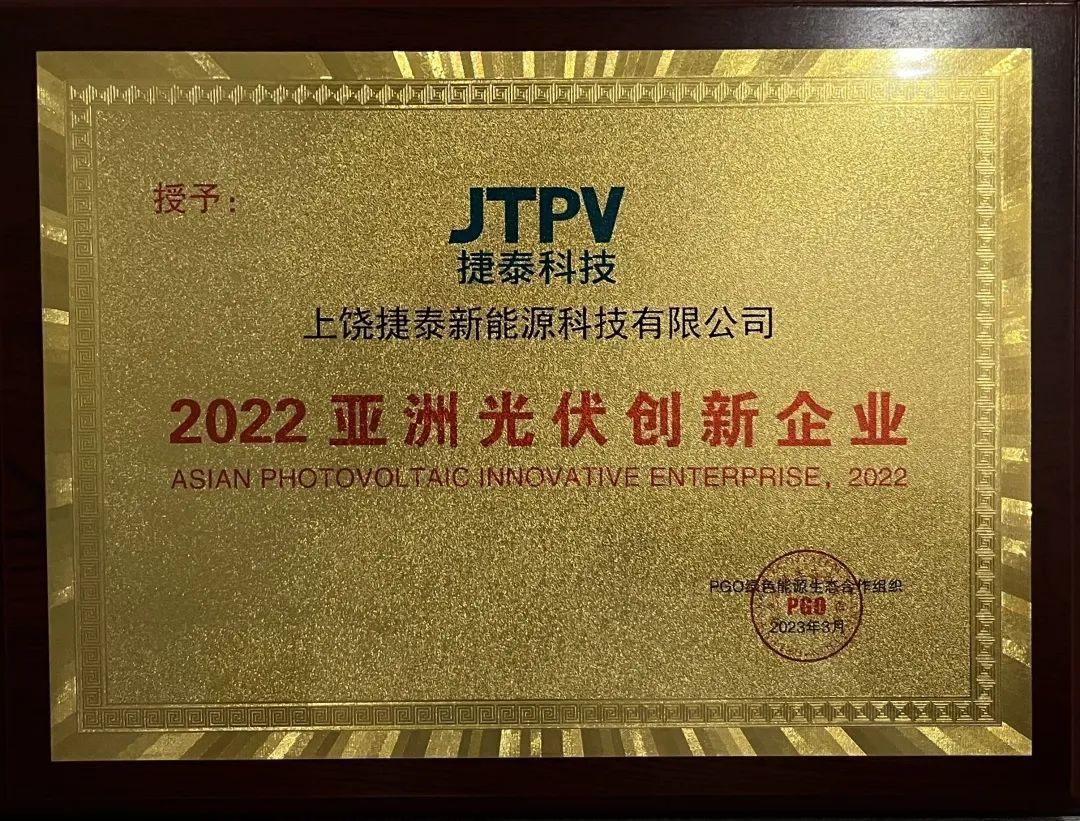 授予：
JTPV
捷泰科技
上饶捷泰新能源科技有限公司
2022 亚洲光伏创新企业
ASIAN PHOTOVOLTAIC INNOVATIVE ENTERPRISE，2022
PGO绿色能源生态合作组织
PGO
2023年3月